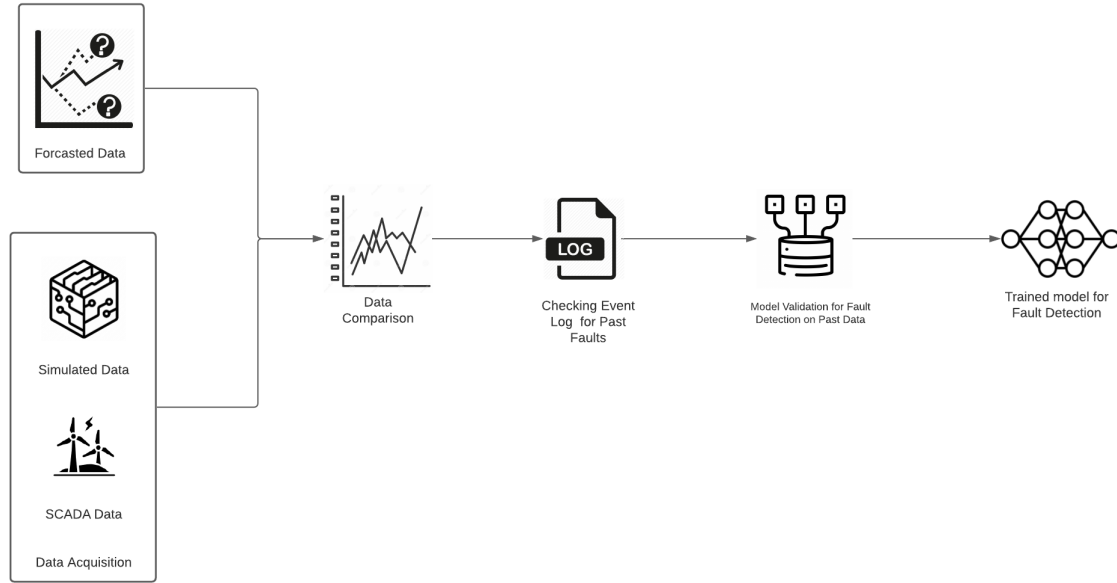 Forcasted Data
Simulated Data
SCADA Data
Data Acquisition
Data
Comparison
LOG
Checking Event
Log for Past
Faults
Model Validation for Fault
Detection on Past Data
Trained model for
Fault Detection